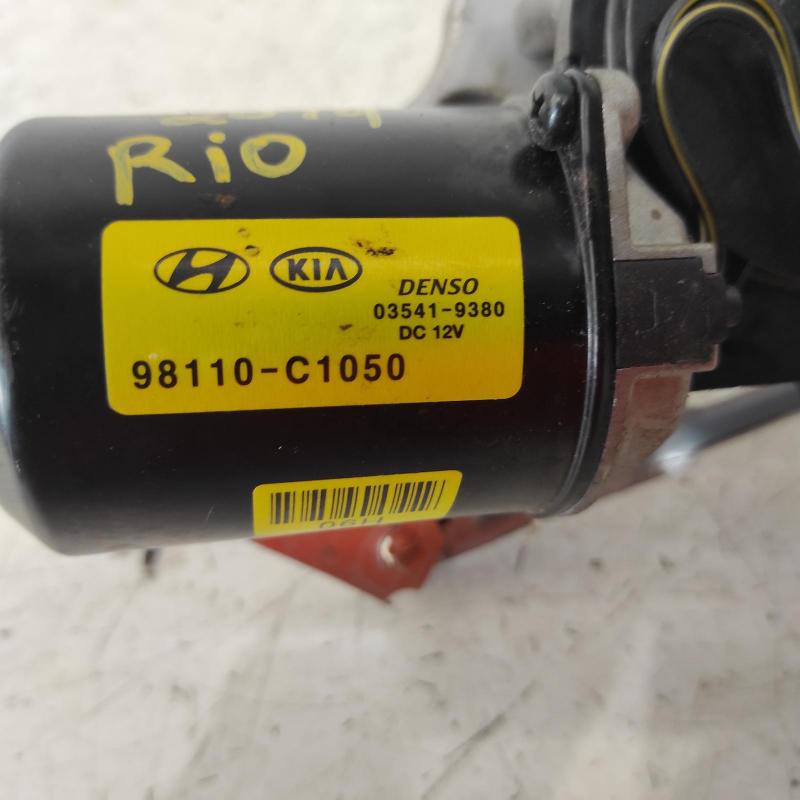 Rio
KIA
DENSO
03541-9380
DC 12V
98110-C1050